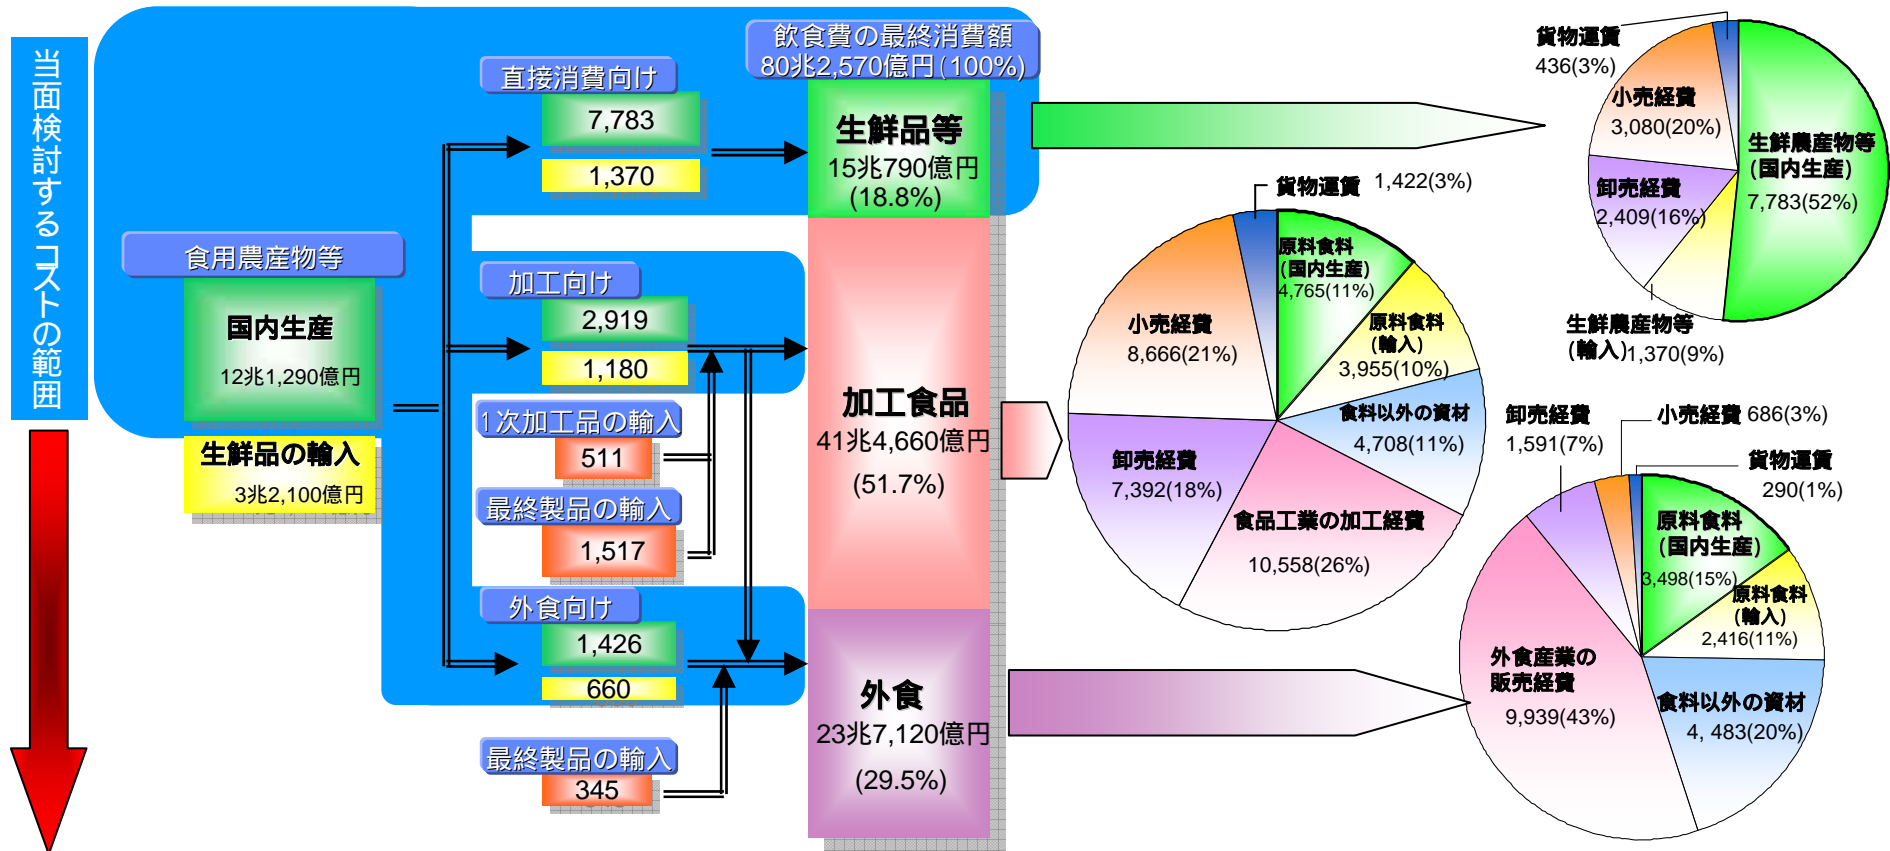 当面検討するコストの範囲
飲食費の最終消費額
80兆2,570億円(100%)
直接消費向け
7,783
1,370
生鮮品等
15兆790億円
(18.8%)
食用農産物等
国内生産
12兆1,290億円
生鮮品の輸入
3兆2,100億円
加工向け
2,919
1,180
1次加工品の輸入
511
最終製品の輸入
1,517
加工食品
41兆4,660億円
(51.7%)
外食向け
1,426
660
最終製品の輸入
345
外食
23兆7,120億円
(29.5%)
貨物運賃
436(3%)
小売経費
3,080(20%)
卸売経費
2,409(16%)
生鮮農産物等
(輸入)1,370(9%)
生鮮農産物等
(国内生産)
7,783(52%)
貨物運賃 1,422(3%)
原料食料
(国内生産)
4,765(11%)
原料食料
(輸入)
3,955(10%)
食料以外の資材
4,708(11%)
食品工業の加工経費
10,558(26%)
卸売経費
7,392(18%)
小売経費
8,666(21%)
卸売経費
1,591(7%)
小売経費 686(3%)
貨物運賃
290(1%)
原料食料
(国内生産)
3,498(15%)
原料食料
(輸入)
2,416(11%)
食料以外の資材
4, 483(20%)
外食産業の
販売経費
9,939(43%)